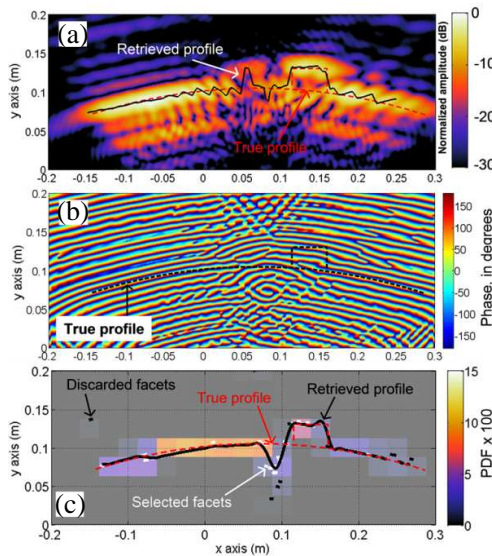 (a)
Retrieved profile
True profile
y axis (m)
0.2
0.15
0.1
0.05
0
-0.2 -0.15 -0.1 -0.05 0 0.05 0.1 0.15 0.2 0.25 0.3
Normalized amplitude (dB)
0
-10
-20
-30
(b)
True profile
y axis (m)
0.2
0.15
0.1
0.05
0
-0.2 -0.15 -0.1 -0.05 0 0.05 0.1 0.15 0.2 0.25 0.3
Phase. in degrees
150
100
50
0
-50
-100
-150
Discarded facets
True profile
Retrieved profile
Selected facets
(c)
y axis (m)
0.2
0.15
0.1
0.05
0
-0.2 -0.15 -0.1 -0.05 0 0.05 0.1 0.15 0.2 0.25 0.3
x axis (m)
PDF x 100
15
10
5
0